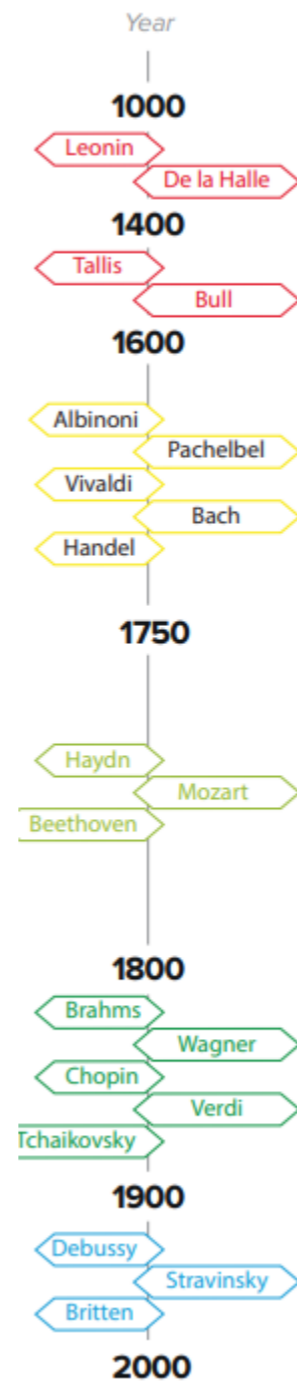 Year
1000
Leonin
De la Halle
1400
Tallis
Bull
1600
Albinoni
Pachelbel
Vivaldi
Bach
Handel
1750
Haydn
Mozart
Beethoven
1800
Brahms
Wagner
Chopin
Verdi
Tchaikovsky
1900
Debussy
Stravinsky
Britten
2000